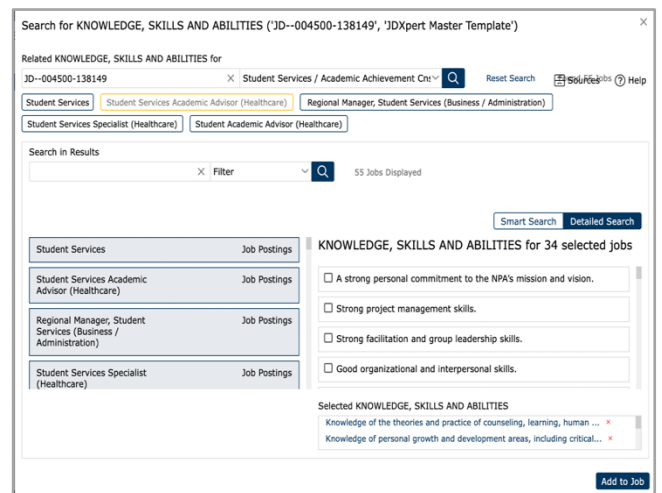 Search for KNOWLEDGE, SKILLS AND ABILITIES ('JD--004500-138149', 'JDXpert Master Template')
Related KNOWLEDGE, SKILLS AND ABILITIES for
JD--004500-138149 × Student Services / Academic Achievement Cns Reset Search Sources Help
Student Services Student Services Academic Advisor (Healthcare) Regional Manager, Student Services (Business / Administration)
Student Services Specialist (Healthcare) Student Academic Advisor (Healthcare)
Search in Results
× Filter 55 Jobs Displayed
Smart Search Detailed Search
KNOWLEDGE, SKILLS AND ABILITIES for 34 selected jobs
Student Services Job Postings
Student Services Academic Job Postings
Advisor (Healthcare)
Regional Manager, Student Job Postings
Services (Business /
Administration)
Student Services Specialist Job Postings
(Healthcare)
A strong personal commitment to the NPA's mission and vision.
Strong project management skills.
Strong facilitation and group leadership skills.
Good organizational and interpersonal skills.
Selected KNOWLEDGE, SKILLS AND ABILITIES
Knowledge of the theories and practice of counseling, learning, human ... ×
Knowledge of personal growth and development areas, including critical... ×
Add to Job